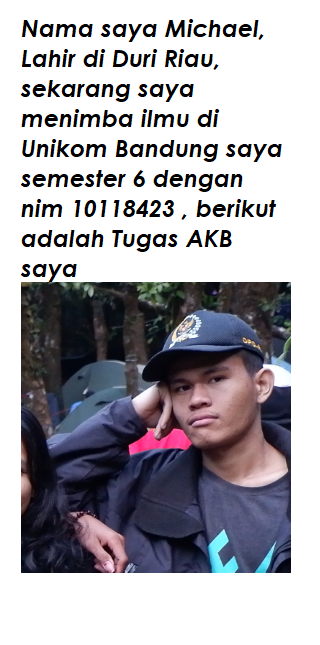 Nama saya Michael,
Lahir di Duri Riau,
sekarang saya
menimba ilmu di
Unikom Bandung saya
semester 6 dengan
nim 10118423 , berikut
adalah Tugas AKB
saya